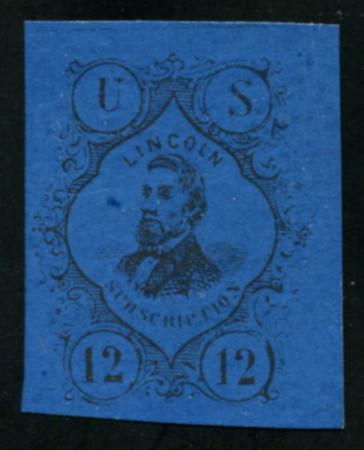 U S
LINCOLN
SUBSCRIPTION
12 12